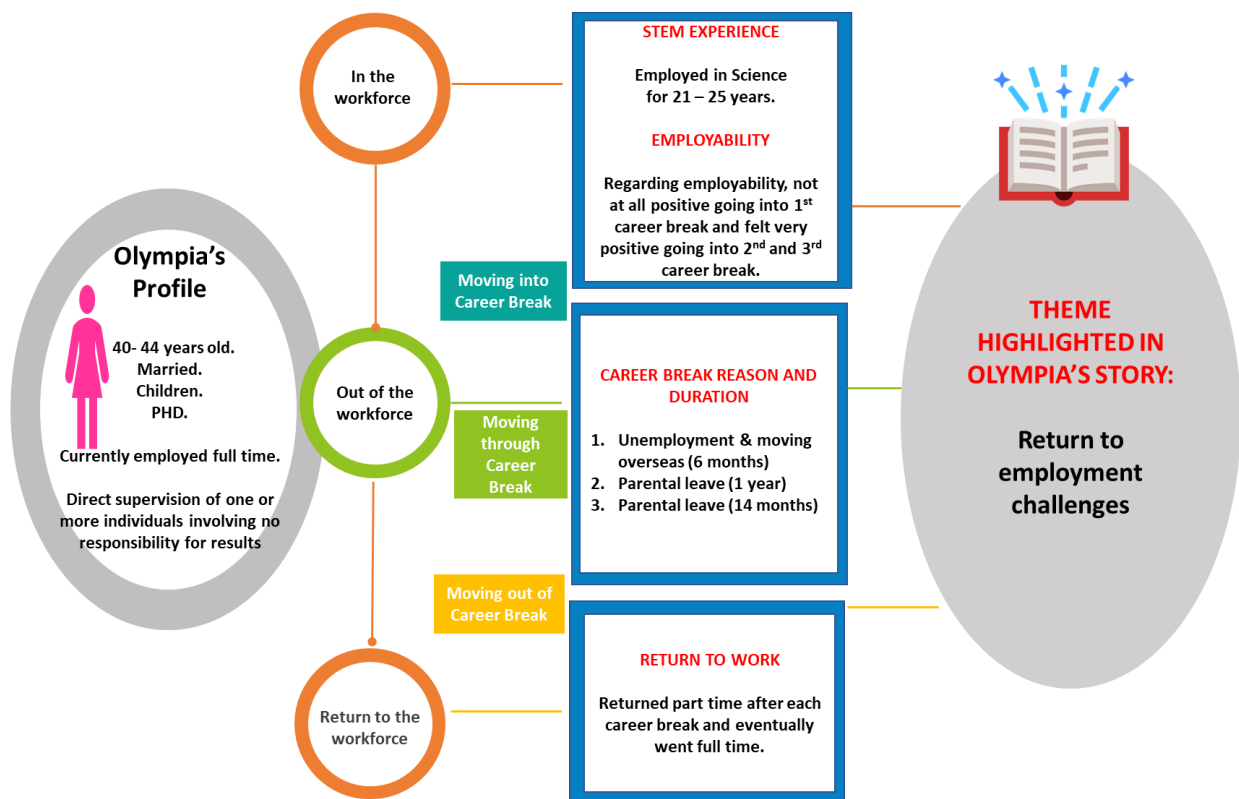 Olympia’s
Profile
40- 44 years old.
Married.
Children.
PHD.
Currently employed full time.
Direct supervision of one or
more individuals involving no
responsibility for results
In the
workforce
Out of the
workforce
Return to the
workforce
Moving into
Career Break
Moving
through
Career
Break
Moving out of
Career Break
STEM EXPERIENCE
Employed in Science
for 21 – 25 years.
EMPLOYABILITY
Regarding employability, not
at all positive going into 1st
career break and felt very
positive going into 2nd and 3rd
career break.
CAREER BREAK REASON AND
DURATION
1. Unemployment & moving
overseas (6 months)
2. Parental leave (1 year)
3. Parental leave (14 months)
RETURN TO WORK
Returned part time after each
career break and eventually
went full time.
THEME
HIGHLIGHTED IN
OLYMPIA’S STORY:
Return to
employment
challenges